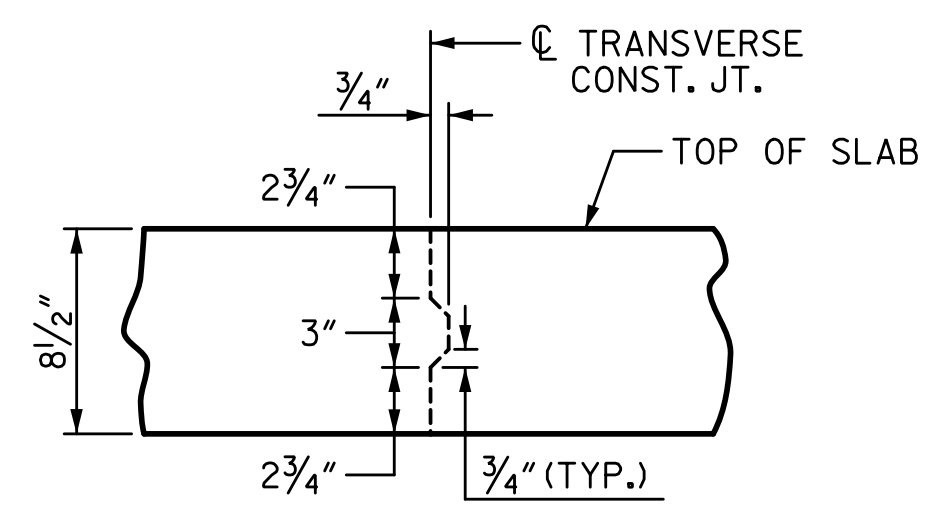 ℄ TRANSVERSE
CONST. JT.
3/4"
TOP OF SLAB
2 3/4"
8 1/2"
3"
2 3/4"
3/4" (TYP.)